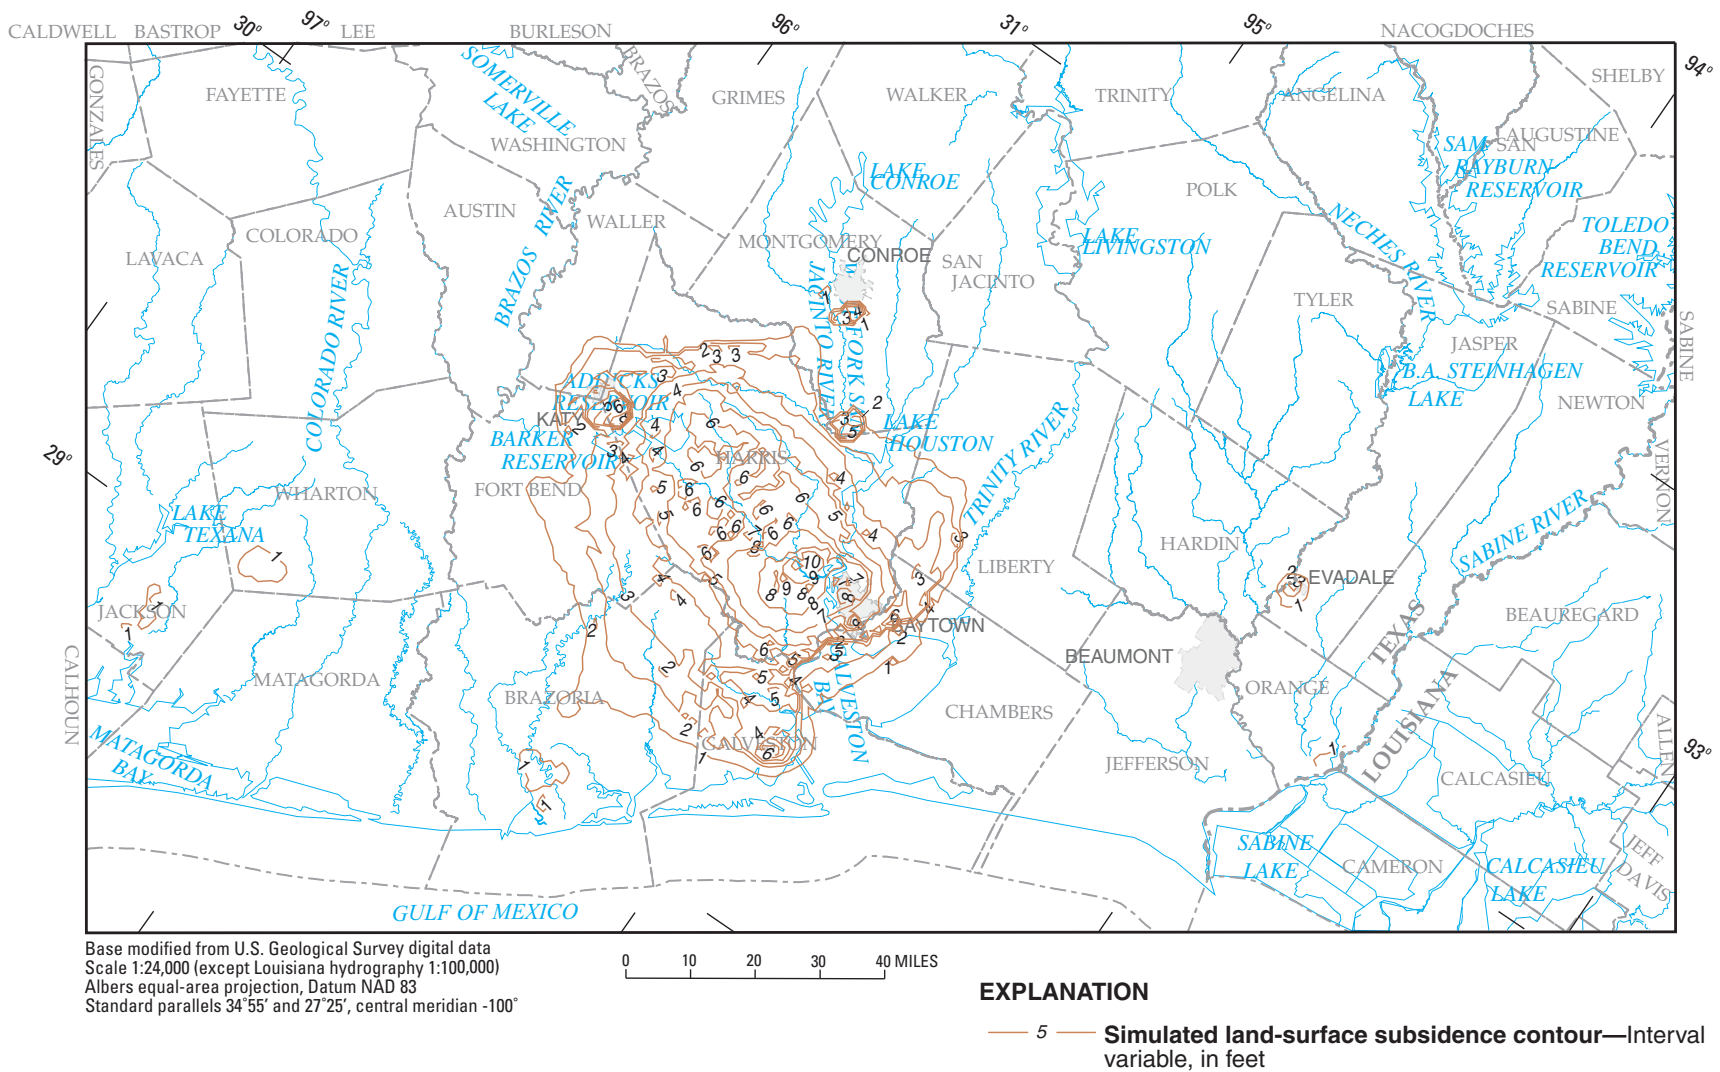 30° 97° 96° 31° 95°
CALDWELL BASTROP LEE BURLESON NACOGDOCHES
94°
GONZALES
FAYETTE
SOMERVILLE
LAKE
BRAZOS
GRIMES
WALKER
TRINITY
ANGELINA
SHELBY
WASHINGTON
SAN
AUGUSTINE
SAM
RAYBURN
RESERVOIR
LAKE
CONROE
POLK
AUSTIN
WALLER
BRAZOS RIVER
COLORADO
LAVACA
COLORADO RIVER
MONTGOMERY
CONROE
SAN
JACINTO
LAKE
LIVINGSTON
NECHES RIVER
TOLEDO
BEND
RESERVOIR
TYLER
SABINE
SABINE
JASPER
W FORK S
JACINTO RIVER
B.A. STEINHAGEN
LAKE
NEWTON
VERNON
ADDICKS
RESERVOIR
KATY
BARKER
RESERVOIR
LAKE
HOUSTON
HARRIS
29°
FORT BEND
WHARTON
LAKE
TEXANA
TRINITY RIVER
SABINE RIVER
HARDIN
LIBERTY
EVADALE
JACKSON
BAYTOWN
BEAUREGARD
BEAUMONT
TEXAS
LOUISIANA
CALHOUN
MATAGORDA
BRAZORIA
GALVESTON
BAY
CHAMBERS
ORANGE
GALVESTON
JEFFERSON
CALCASIEU
ALLEN
93°
MATAGORDA
BAY
SABINE
LAKE
CAMERON
CALCASIEU
LAKE
JEFF
DAVIS
GULF OF MEXICO
Base modified from U.S. Geological Survey digital data
Scale 1:24,000 (except Louisiana hydrography 1:100,000)
Albers equal-area projection, Datum NAD 83
Standard parallels 34°55′ and 27°25′, central meridian -100°
0 10 20 30 40 MILES
EXPLANATION
5 Simulated land-surface subsidence contour—Interval
variable, in feet